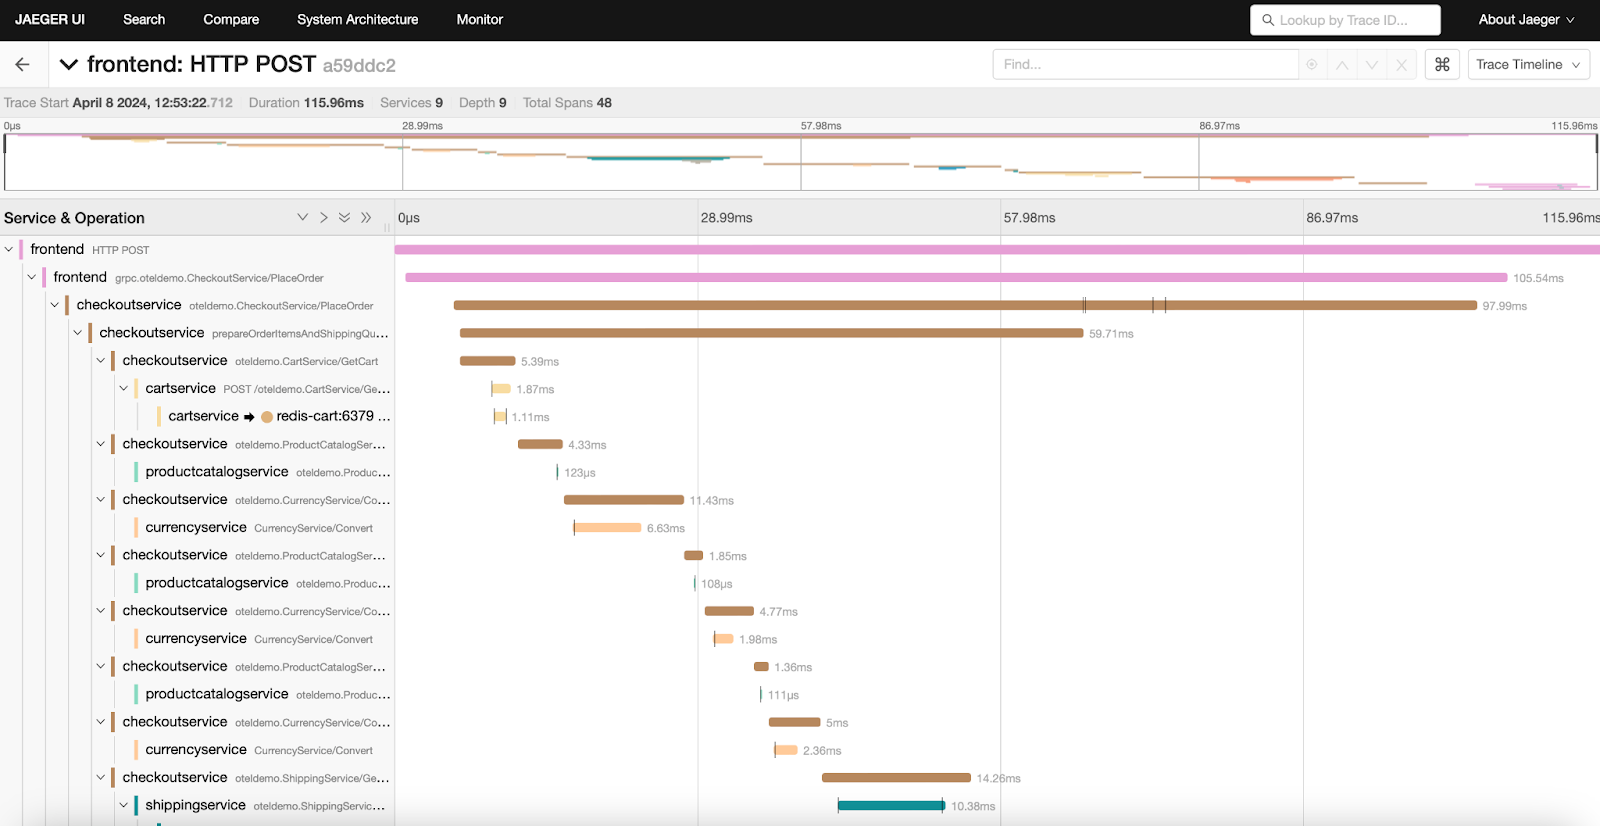 JAEGER UI Search Compare System Architecture Monitor Lookup by Trace ID... About Jaeger
frontend: HTTP POST a59ddc2 Find... ⌘ Trace Timeline
Trace Start April 8 2024, 12:53:22.712 Duration 115.96ms Services 9 Depth 9 Total Spans 48
0μs 28.99ms 57.98ms 86.97ms 115.96ms
Service & Operation 0μs 28.99ms 57.98ms 86.97ms 115.96ms
frontend HTTP POST
frontend grpc.oteldemo.CheckoutService/PlaceOrder 105.54ms
checkoutservice oteldemo.CheckoutService/PlaceOrder 97.99ms
checkoutservice prepareOrderItemsAndShippingQu... 59.71ms
checkoutservice oteldemo.CartService/GetCart 5.39ms
cartservice POST /oteldemo.CartService/Ge... 1.87ms
cartservice ➡ redis-cart:6379 ... 1.11ms
checkoutservice oteldemo.ProductCatalogSer... 4.33ms
productcatalogservice oteldemo.Produc... 123μs
checkoutservice oteldemo.CurrencyService/Co... 11.43ms
currencyservice CurrencyService/Convert 6.63ms
checkoutservice oteldemo.ProductCatalogSer... 1.85ms
productcatalogservice oteldemo.Produc... 108μs
checkoutservice oteldemo.CurrencyService/Co... 4.77ms
currencyservice CurrencyService/Convert 1.98ms
checkoutservice oteldemo.ProductCatalogSer... 1.36ms
productcatalogservice oteldemo.Produc... 111μs
checkoutservice oteldemo.CurrencyService/Co... 5ms
currencyservice CurrencyService/Convert 2.36ms
checkoutservice oteldemo.ShippingService/Ge... 14.26ms
shippingservice oteldemo.ShippingServic... 10.38ms